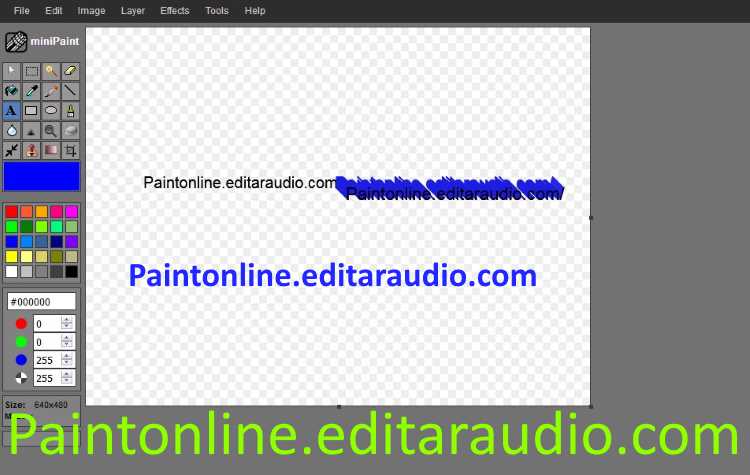 File Edit Image Layer Effects Tools Help
miniPaint
A
Paintonline.editaraudio.com
Paintonline.editaraudio.com/
Paintonline.editaraudio.com
#000000
0
0
255
255
Size: 640x480
Paintonline.editaraudio.com